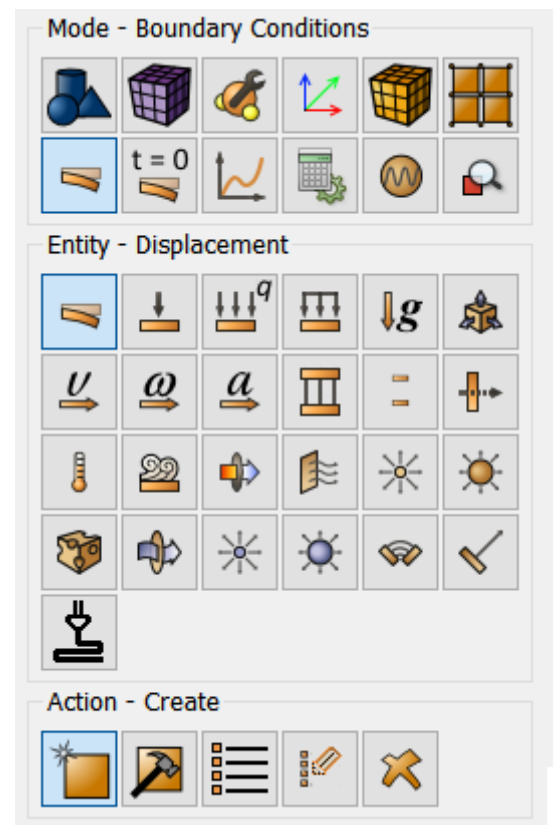 Mode - Boundary Conditions
t = 0
Entity - Displacement
q
g
υ ω a
Action - Create